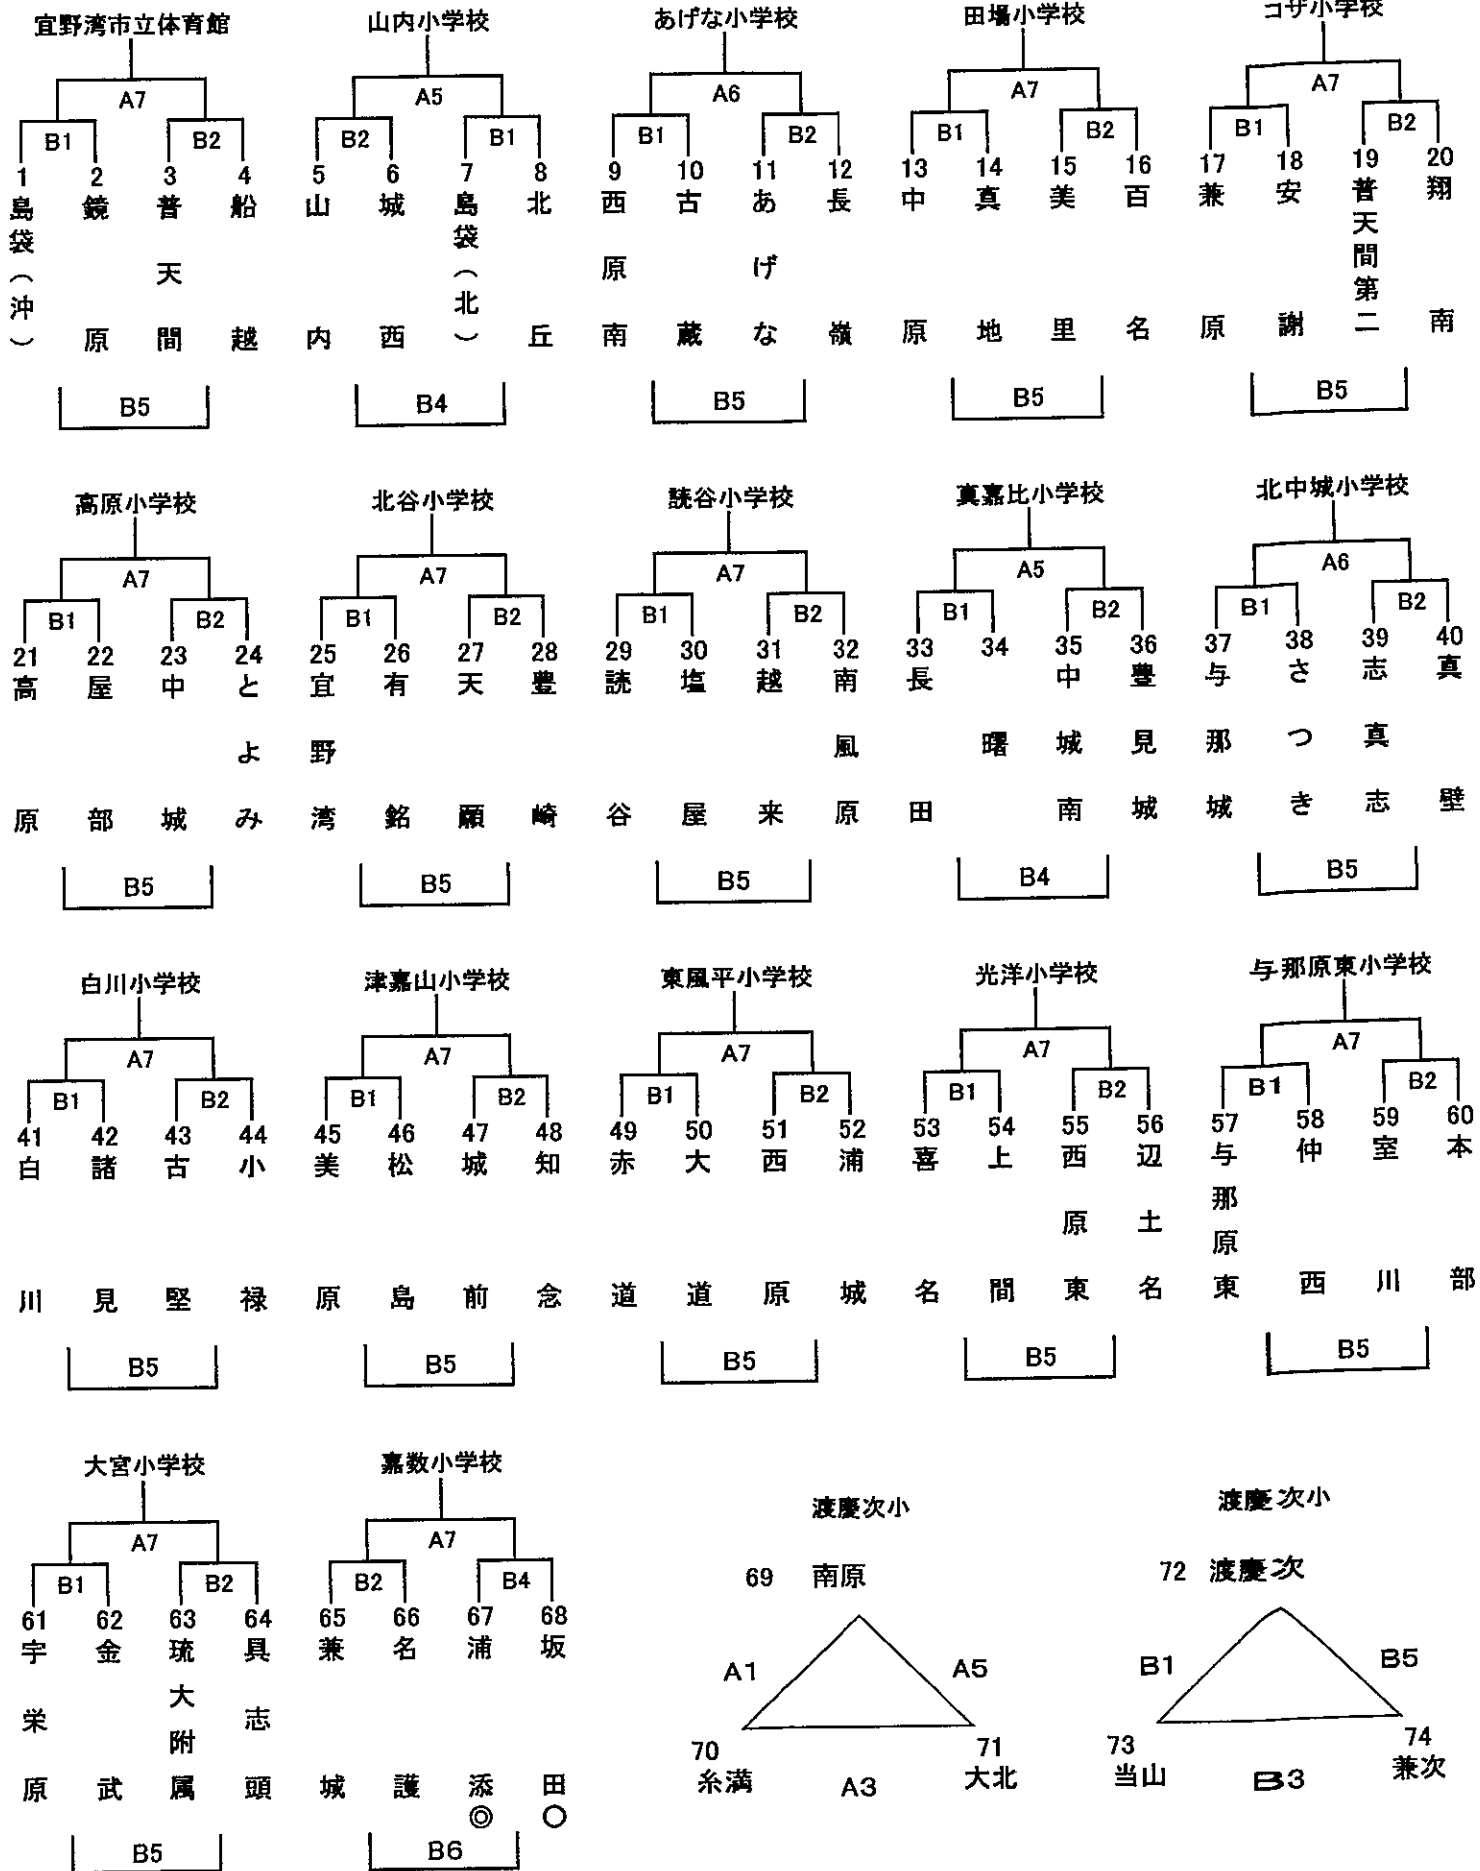 宜野湾市立体育館
A7
B1 B2
1 島袋(沖)
2 鏡原
3 普天間
4 船越
B5
山内小学校
A5
B2 B1
5 山内
6 城西
7 島袋(北)
8 北丘
B4
あげな小学校
A6
B1 B2
9 西原南
10 古蔵
11 あげな
12 長嶺
B5
田場小学校
A7
B1 B2
13 中原
14 真地
15 美里
16 百名
B5
コザ小学校
A7
B1 B2
17 兼原
18 安謝
19 普天間第二
20 翔南
B5
高原小学校
A7
B1 B2
21 高原
22 屋部
23 中城
24 とよみ
B5
北谷小学校
A7
B1 B2
25 宜野湾
26 有銘
27 天願
28 豊崎
B5
読谷小学校
A7
B1 B2
29 読谷
30 塩屋
31 越来
32 南風原
B5
真嘉比小学校
A5
B1 B2
33 長田
34 曙
35 中城南
36 豊見城
B4
北中城小学校
A6
B1 B2
37 与那城
38 さつき
39 志真志
40 真壁
B5
白川小学校
A7
B1 B2
41 白川
42 諸見
43 古堅
44 小禄
B5
津嘉山小学校
A7
B1 B2
45 美原
46 松島
47 城前
48 知念
B5
東風平小学校
A7
B1 B2
49 赤道
50 大道
51 西原
52 浦城
B5
光洋小学校
A7
B1 B2
53 喜名
54 上間
55 西原東
56 辺土名
B5
与那原東小学校
A7
B1 B2
57 与那原東
58 仲西
59 室川
60 本部
B5
大宮小学校
A7
B1 B2
61 宇栄原
62 金武
63 琉大附属
64 具志頭
B5
嘉数小学校
A7
B2 B4
65 兼城
66 名護
67 浦添◎
68 坂田○
B6
渡慶次小
69 南原
A1 A5
70 糸満
A3
71 大北
渡慶次小
72 渡慶次
B1 B5
73 当山
B3
74 兼次